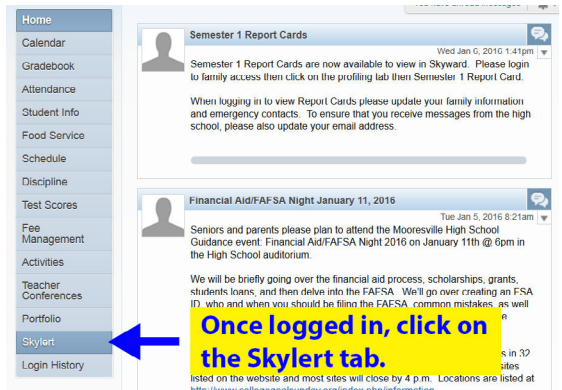 You have unread messages
Home
Calendar
Gradebook
Attendance
Student Info
Food Service
Schedule
Discipline
Test Scores
Fee
Management
Activities
Teacher
Conferences
Portfolio
Skylert
Login History
Semester 1 Report Cards
Wed Jan 6, 2016 1:41pm
Semester 1 Report Cards are now available to view in Skyward. Please login
to family access then click on the profiling tab then Semester 1 Report Card.
When logging in to view Report Cards please update your family information
and emergency contacts. To ensure that you receive messages from the high
school, please also update your email address.
Financial Aid/FAFSA Night January 11, 2016
Tue Jan 5, 2016 8:21am
Seniors and parents please plan to attend the Mooresville High School
Guidance event: Financial Aid/FAFSA Night 2016 on January 11th @ 6pm in
the High School auditorium.
We will be briefly going over the financial aid process, scholarships, grants,
students loans, and then delve into the FAFSA. We'll go over creating an FSA
ID, who and when you should be filing the FAFSA, common mistakes, as well
Once logged in, click on
the Skylert tab.
s in 32
sites
listed on the website and most sites will close by 4 p.m. Locations are listed at